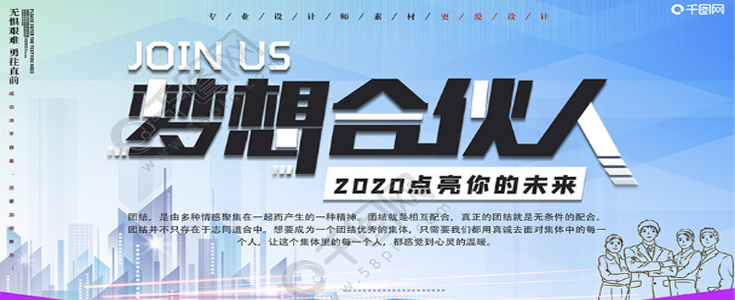 专/业/设/计/师/素/材/更/爱/设/计
千图网
无惧艰难 勇往直前
JOIN US
梦想合伙人
2020点亮你的未来
团结，是由多种情感聚集在一起而产生的一种精神。团结就是相互配合，真正的团结就是无条件的配合。
团结并不只存在于志同道合中。想要成为一个团结优秀的集体，只需要我们都用真诚去面对集体中的每一
个人，让这个集体里的每一个人，都感觉到心灵的温暖。